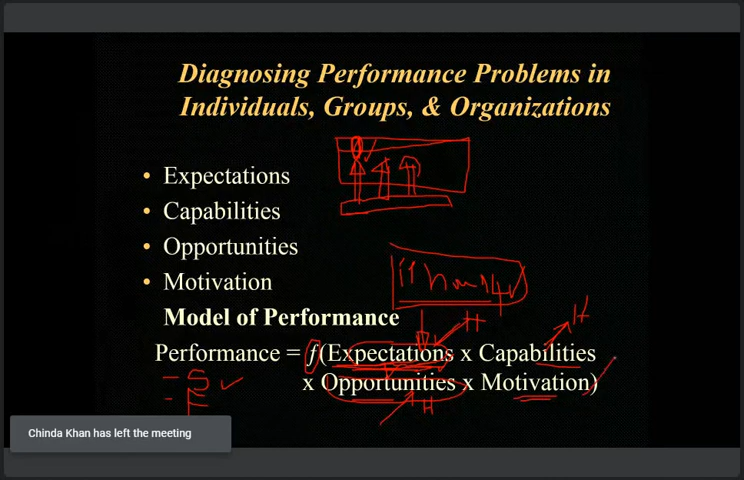 Diagnosing Performance Problems in
Individuals, Groups, & Organizations
• Expectations
• Capabilities
• Opportunities
• Motivation
Model of Performance
Performance = f(Expectations x Capabilities
x Opportunities x Motivation)
H
H
H
- S
- F
Chinda Khan has left the meeting